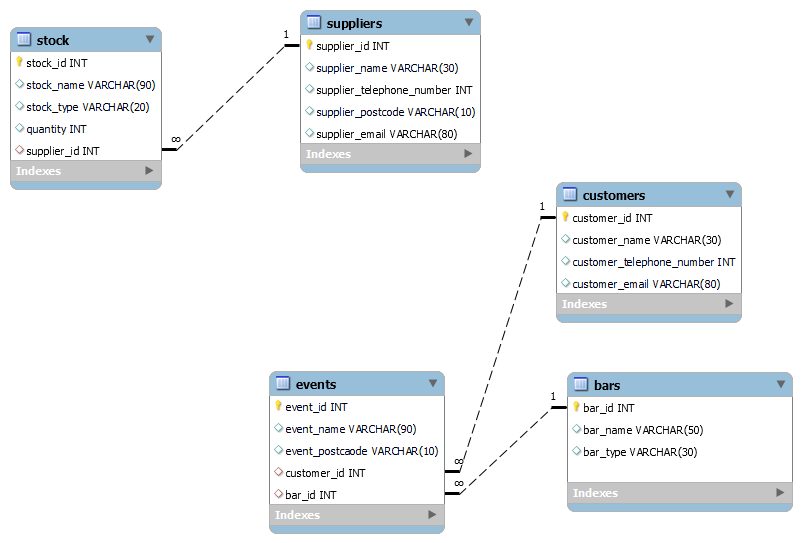 stock
stock_id INT
stock_name VARCHAR(90)
stock_type VARCHAR(20)
quantity INT
supplier_id INT
Indexes
∞
1
suppliers
supplier_id INT
supplier_name VARCHAR(30)
supplier_telephone_number INT
supplier_postcode VARCHAR(10)
supplier_email VARCHAR(80)
Indexes
1
customers
customer_id INT
customer_name VARCHAR(30)
customer_telephone_number INT
customer_email VARCHAR(80)
Indexes
events
event_id INT
event_name VARCHAR(90)
event_postcaode VARCHAR(10)
customer_id INT
bar_id INT
Indexes
∞
∞
1
bars
bar_id INT
bar_name VARCHAR(50)
bar_type VARCHAR(30)
Indexes